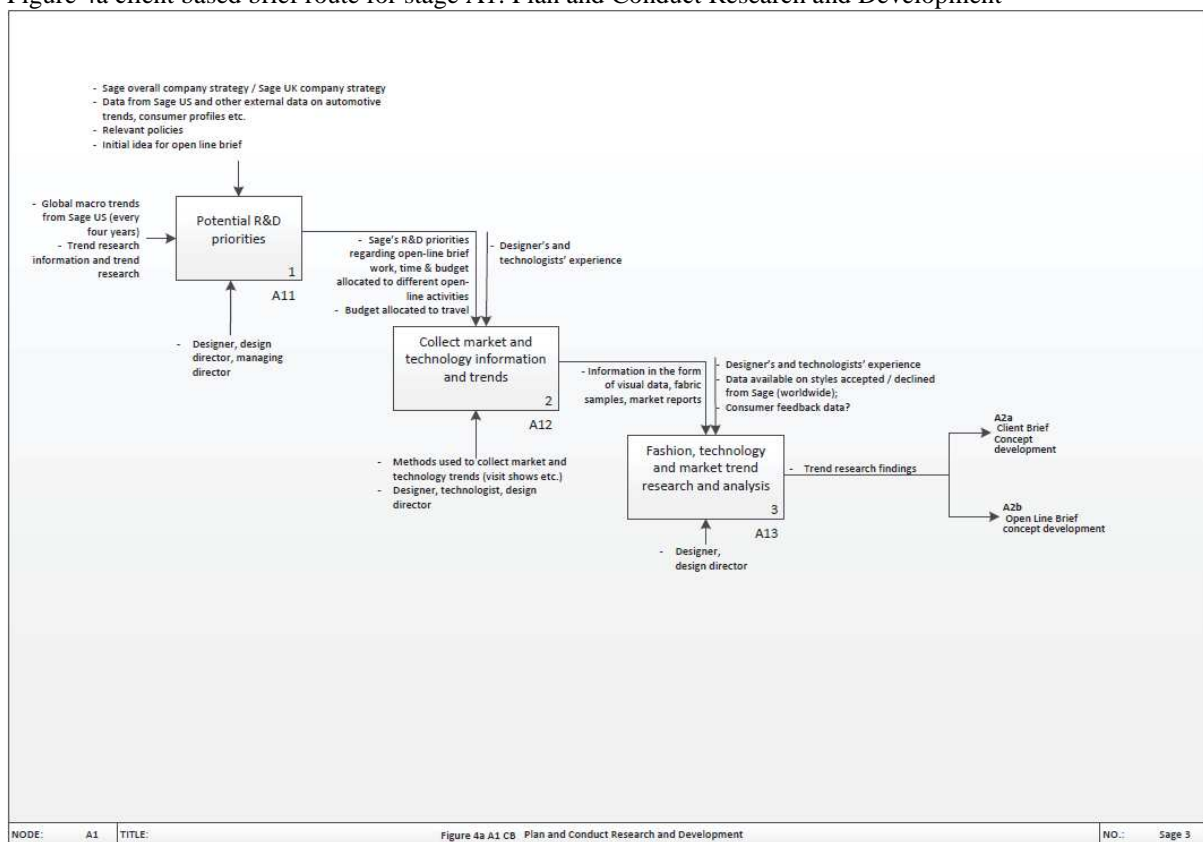 Figure 4a client based brief route for stage A1: Plan and Conduct Research and Development
- Sage overall company strategy / Sage UK company strategy
- Data from Sage US and other external data on automotive
trends, consumer profiles etc.
- Relevant policies
- Initial idea for open line brief
- Global macro trends
from Sage US (every
four years)
- Trend research
information and trend
research
Potential R&D
priorities
1
A11
- Designer, design
director, managing
director
- Sage's R&D priorities
regarding open-line brief
work, time & budget
allocated to different open-
line activities
- Budget allocated to travel
- Designer's and
technologists' experience
Collect market and
technology information
and trends
2
A12
- Methods used to collect market and
technology trends (visit shows etc.)
- Designer, technologist, design
director
- Information in the form
of visual data, fabric
samples, market reports
- Designer's and technologists' experience
- Data available on styles accepted / declined
from Sage (worldwide);
- Consumer feedback data?
Fashion, technology
and market trend
research and analysis
3
A13
- Designer,
design director
- Trend research findings
A2a
Client Brief
Concept
development
A2b
Open Line Brief
concept development
NODE: A1 TITLE: Figure 4a A1 CB Plan and Conduct Research and Development NO.: Sage 3